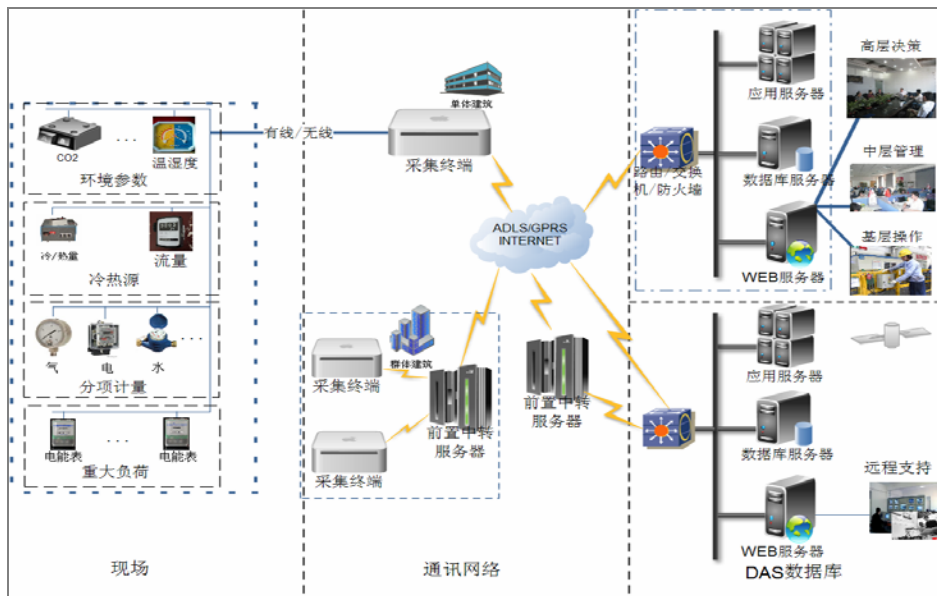 CO2
...
温湿度
环境参数
冷/热量
流量
冷热源
气
电
水
...
分项计量
电能表
...
电能表
重大负荷
现场
有线/无线
单体建筑
采集终端
ADLS/GPRS
INTERNET
采集终端
群体建筑
采集终端
前置中转
服务器
前置中转
服务器
通讯网络
路由/交换
机/防火墙
应用服务器
数据库服务器
WEB服务器
高层决策
中层管理
基层操作
应用服务器
数据库服务器
WEB服务器
远程支持
DAS数据库